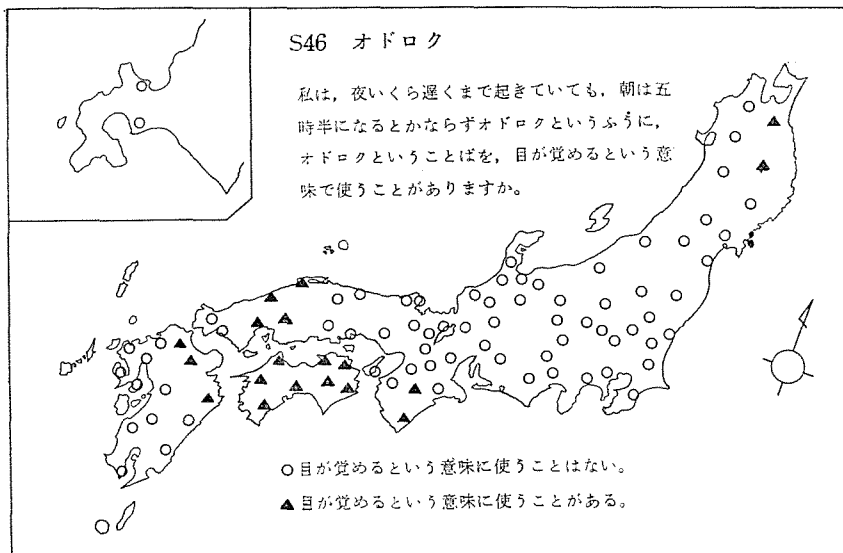 S46 オドロク
私は，夜いくら遅くまで起きていても，朝は五
時半になるとかならずオドロクというふうに，
オドロクということばを，目が覚めるという意
味で使うことがありますか。
○目が覚めるという意味に使うことはない。
▲目が覚めるという意味に使うことがある。